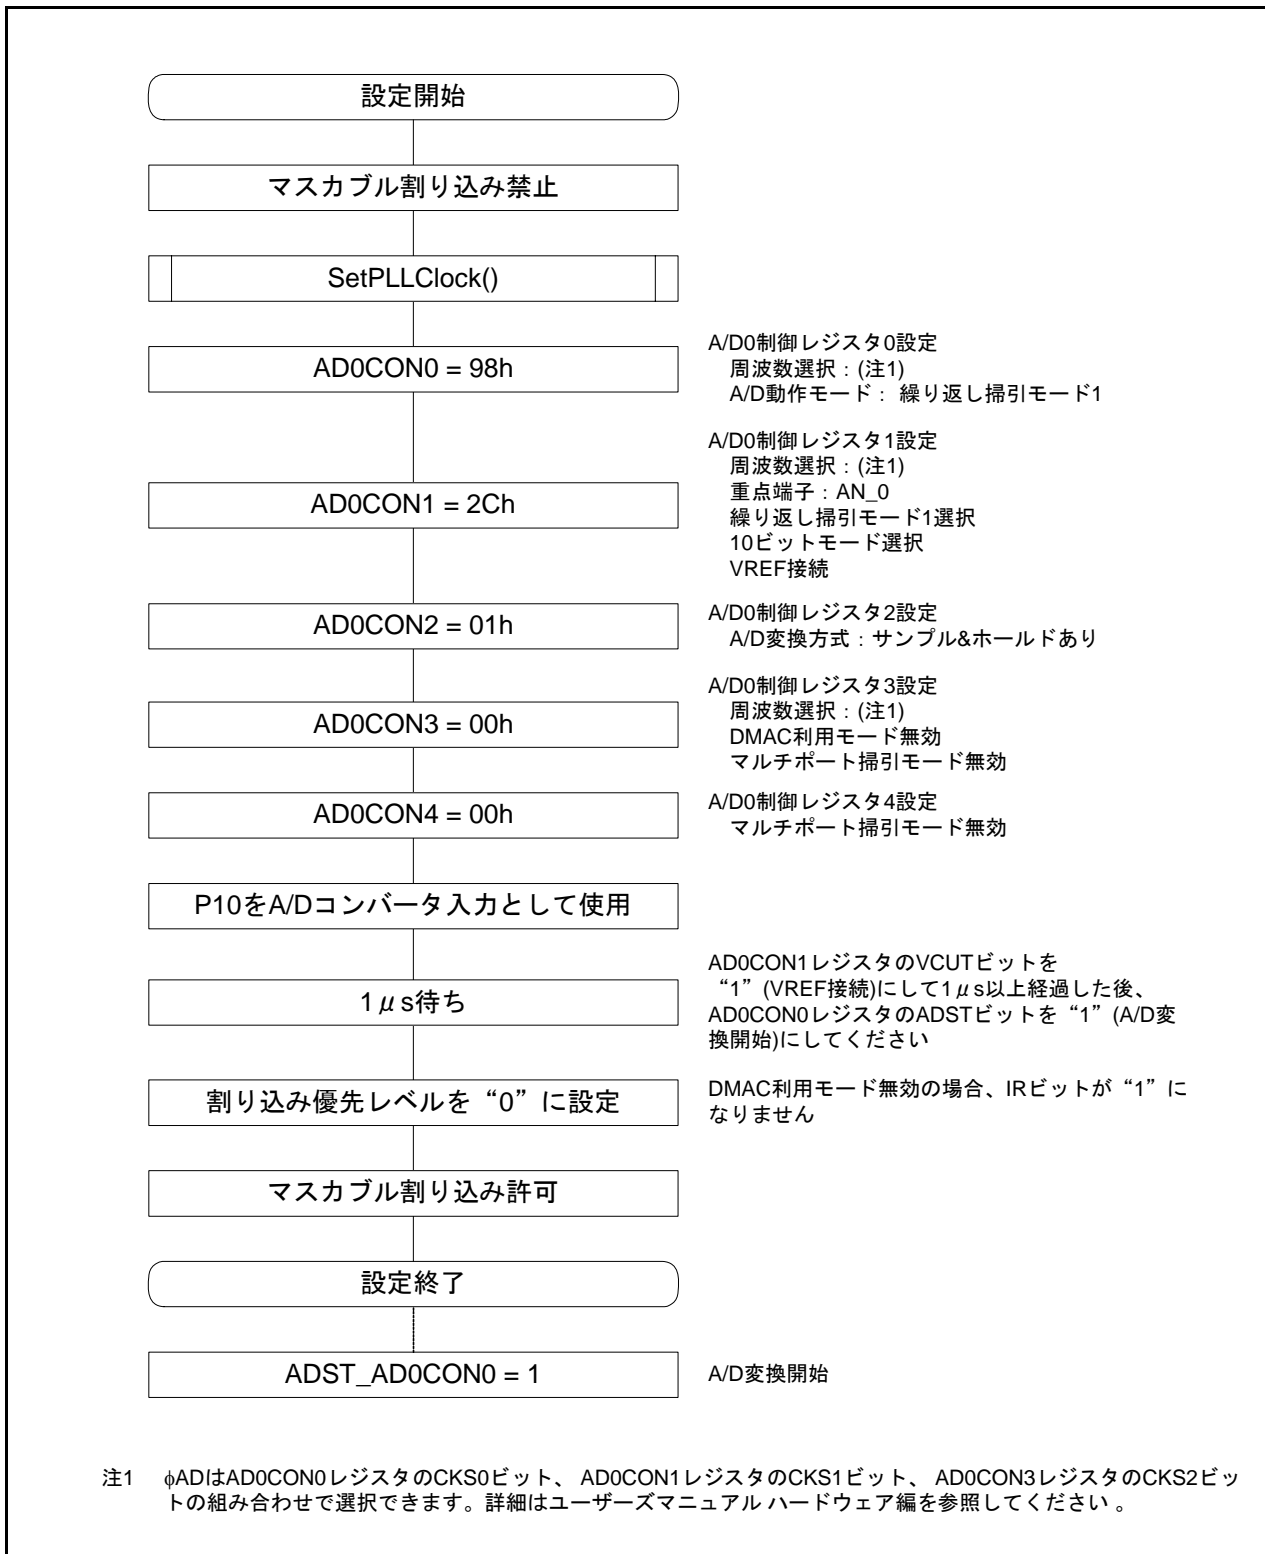 設定開始
マスカブル割り込み禁止
SetPLLClock()
AD0CON0 = 98h
A/D0制御レジスタ0設定
周波数選択：(注1)
A/D動作モード： 繰り返し掃引モード1
AD0CON1 = 2Ch
A/D0制御レジスタ1設定
周波数選択：(注1)
重点端子：AN_0
繰り返し掃引モード1選択
10ビットモード選択
VREF接続
AD0CON2 = 01h
A/D0制御レジスタ2設定
A/D変換方式：サンプル&ホールドあり
AD0CON3 = 00h
A/D0制御レジスタ3設定
周波数選択：(注1)
DMAC利用モード無効
マルチポート掃引モード無効
AD0CON4 = 00h
A/D0制御レジスタ4設定
マルチポート掃引モード無効
P10をA/Dコンバータ入力として使用
1μs待ち
AD0CON1レジスタのVCUTビットを
“1”(VREF接続)にして1μs以上経過した後、
AD0CON0レジスタのADSTビットを“1”(A/D変
換開始)にしてください
割り込み優先レベルを“0”に設定
DMAC利用モード無効の場合、IRビットが“1”に
なりません
マスカブル割り込み許可
設定終了
ADST_AD0CON0 = 1
A/D変換開始
注1 ϕADはAD0CON0レジスタのCKS0ビット、 AD0CON1レジスタのCKS1ビット、 AD0CON3レジスタのCKS2ビッ
トの組み合わせで選択できます。詳細はユーザーズマニュアル ハードウェア編を参照してください 。